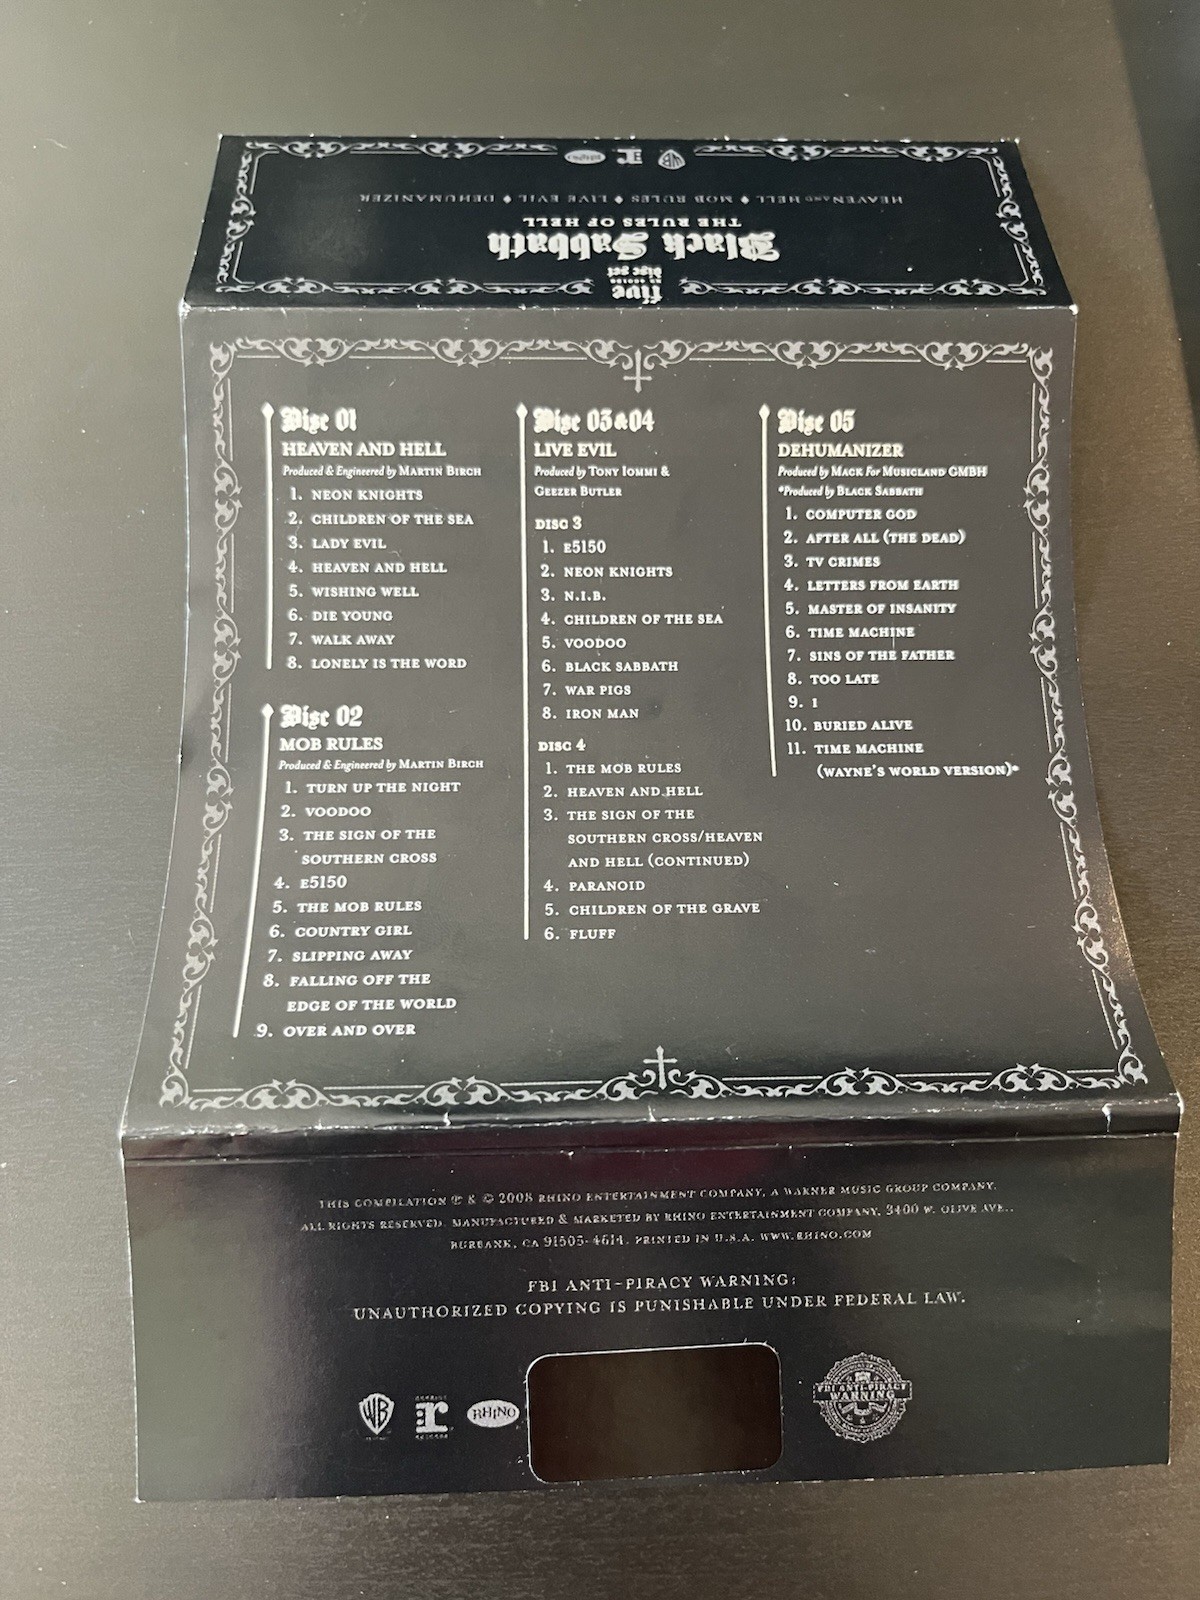 five
disc set
Black Sabbath
THE RULES OF HELL
HEAVEN AND HELL ♦ MOB RULES ♦ LIVE EVIL ♦ DEHUMANIZER
WB
r
RHINO
Disc 01
HEAVEN AND HELL
Produced & Engineered by MARTIN BIRCH
1. NEON KNIGHTS
2. CHILDREN OF THE SEA
3. LADY EVIL
4. HEAVEN AND HELL
5. WISHING WELL
6. DIE YOUNG
7. WALK AWAY
8. LONELY IS THE WORD
Disc 02
MOB RULES
Produced & Engineered by MARTIN BIRCH
1. TURN UP THE NIGHT
2. VOODOO
3. THE SIGN OF THE
SOUTHERN CROSS
4. E5150
5. THE MOB RULES
6. COUNTRY GIRL
7. SLIPPING AWAY
8. FALLING OFF THE
EDGE OF THE WORLD
9. OVER AND OVER
Disc 03&04
LIVE EVIL
Produced by TONY IOMMI &
GEEZER BUTLER
DISC 3
1. E5150
2. NEON KNIGHTS
3. N.I.B.
4. CHILDREN OF THE SEA
5. VOODOO
6. BLACK SABBATH
7. WAR PIGS
8. IRON MAN
DISC 4
1. THE MOB RULES
2. HEAVEN AND HELL
3. THE SIGN OF THE
SOUTHERN CROSS/HEAVEN
AND HELL (CONTINUED)
4. PARANOID
5. CHILDREN OF THE GRAVE
6. FLUFF
Disc 05
DEHUMANIZER
Produced by MACK For MUSICLAND GMBH
*Produced by BLACK SABBATH
1. COMPUTER GOD
2. AFTER ALL (THE DEAD)
3. TV CRIMES
4. LETTERS FROM EARTH
5. MASTER OF INSANITY
6. TIME MACHINE
7. SINS OF THE FATHER
8. TOO LATE
9. I
10. BURIED ALIVE
11. TIME MACHINE
(WAYNE'S WORLD VERSION)*
THIS COMPILATION ℗ & © 2008 RHINO ENTERTAINMENT COMPANY, A WARNER MUSIC GROUP COMPANY.
ALL RIGHTS RESERVED. MANUFACTURED & MARKETED BY RHINO ENTERTAINMENT COMPANY, 3400 W. OLIVE AVE.,
BURBANK, CA 91505-4614. PRINTED IN U.S.A. WWW.RHINO.COM
FBI ANTI-PIRACY WARNING:
UNAUTHORIZED COPYING IS PUNISHABLE UNDER FEDERAL LAW.
WB
REPRISE
r
RECORDS
RHINO
FBI ANTI-PIRACY
WARNING